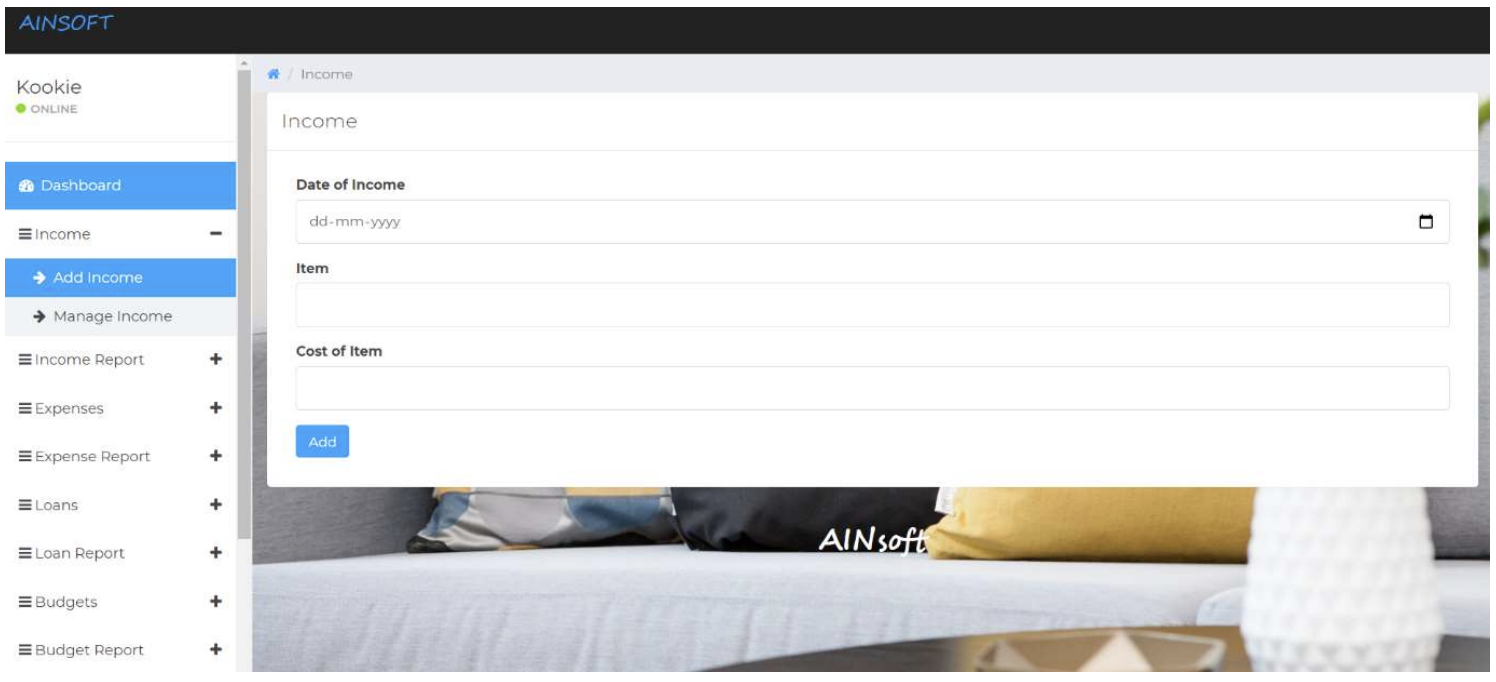 AINSOFT
Kookie
ONLINE
Dashboard
Income
Add Income
Manage Income
Income Report
Expenses
Expense Report
Loans
Loan Report
Budgets
Budget Report
/ Income
Income
Date of Income
dd-mm-yyyy
Item
Cost of Item
Add
AINsoft